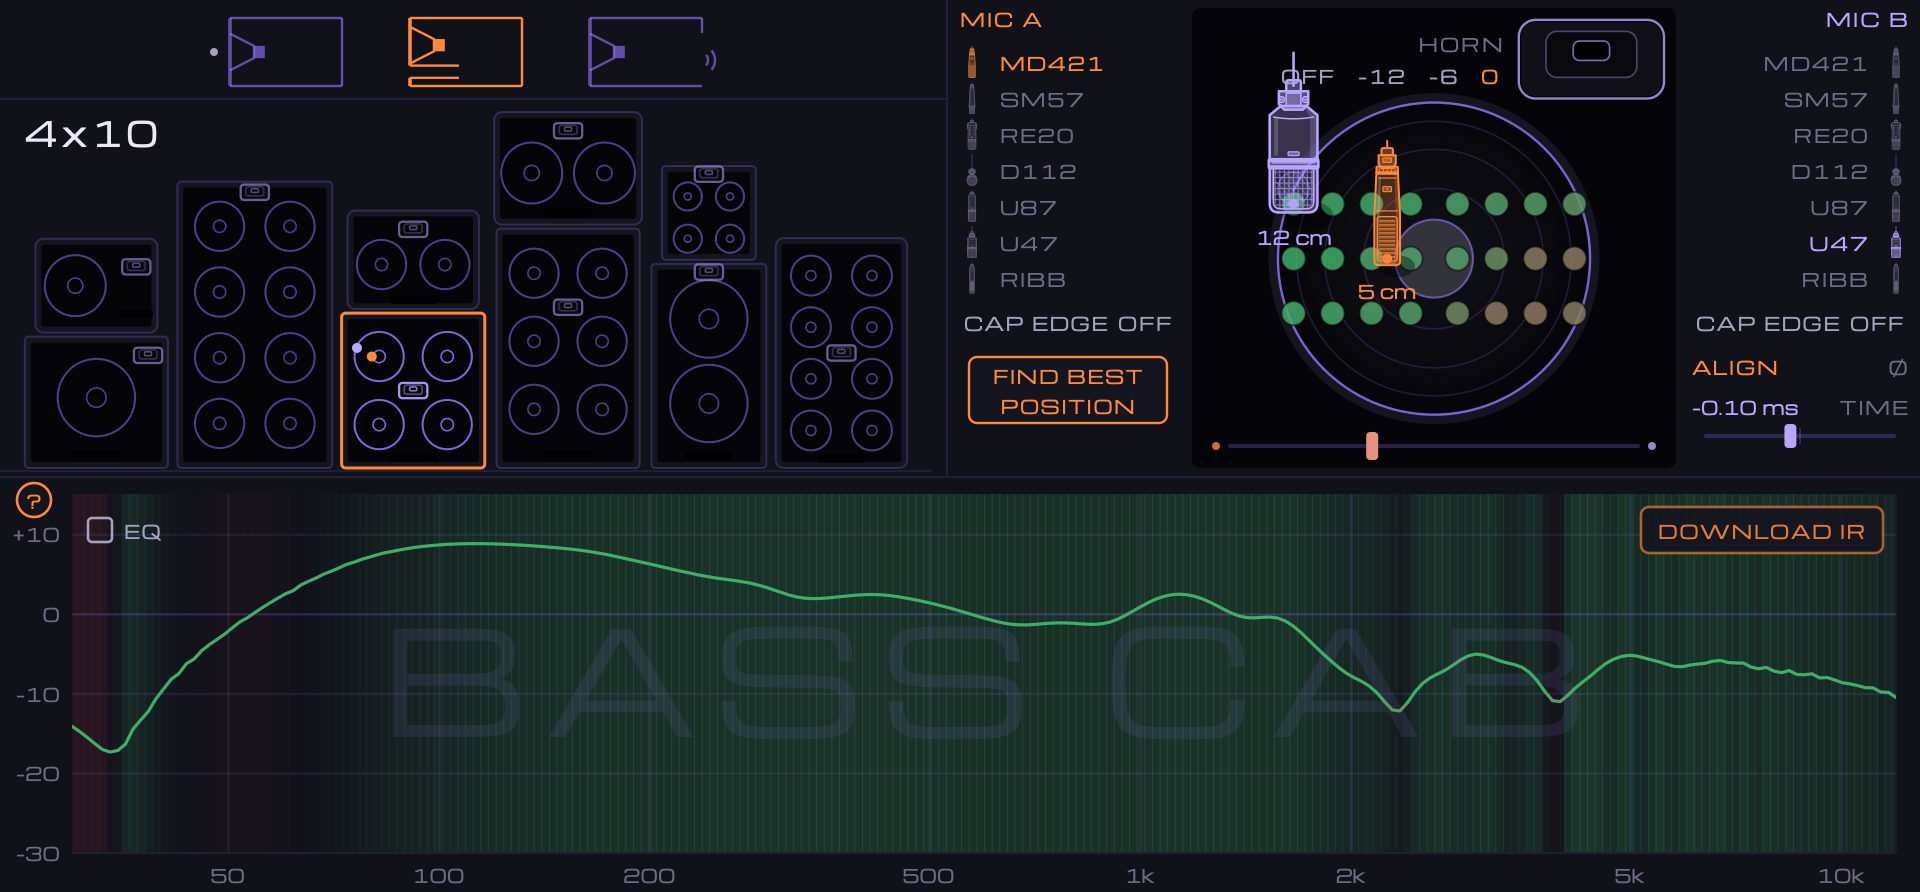 4x10
MIC A
MD421
SM57
RE20
D112
U87
U47
RIBB
CAP EDGE OFF
FIND BEST
POSITION
HORN
OFF -12 -6 0
12 cm
5 cm
MIC B
MD421
SM57
RE20
D112
U87
U47
RIBB
CAP EDGE OFF
ALIGN Ø
-0.10 ms TIME
?
EQ
DOWNLOAD IR
BASS CAB
+10
0
-10
-20
-30
50 100 200 500 1k 2k 5k 10k